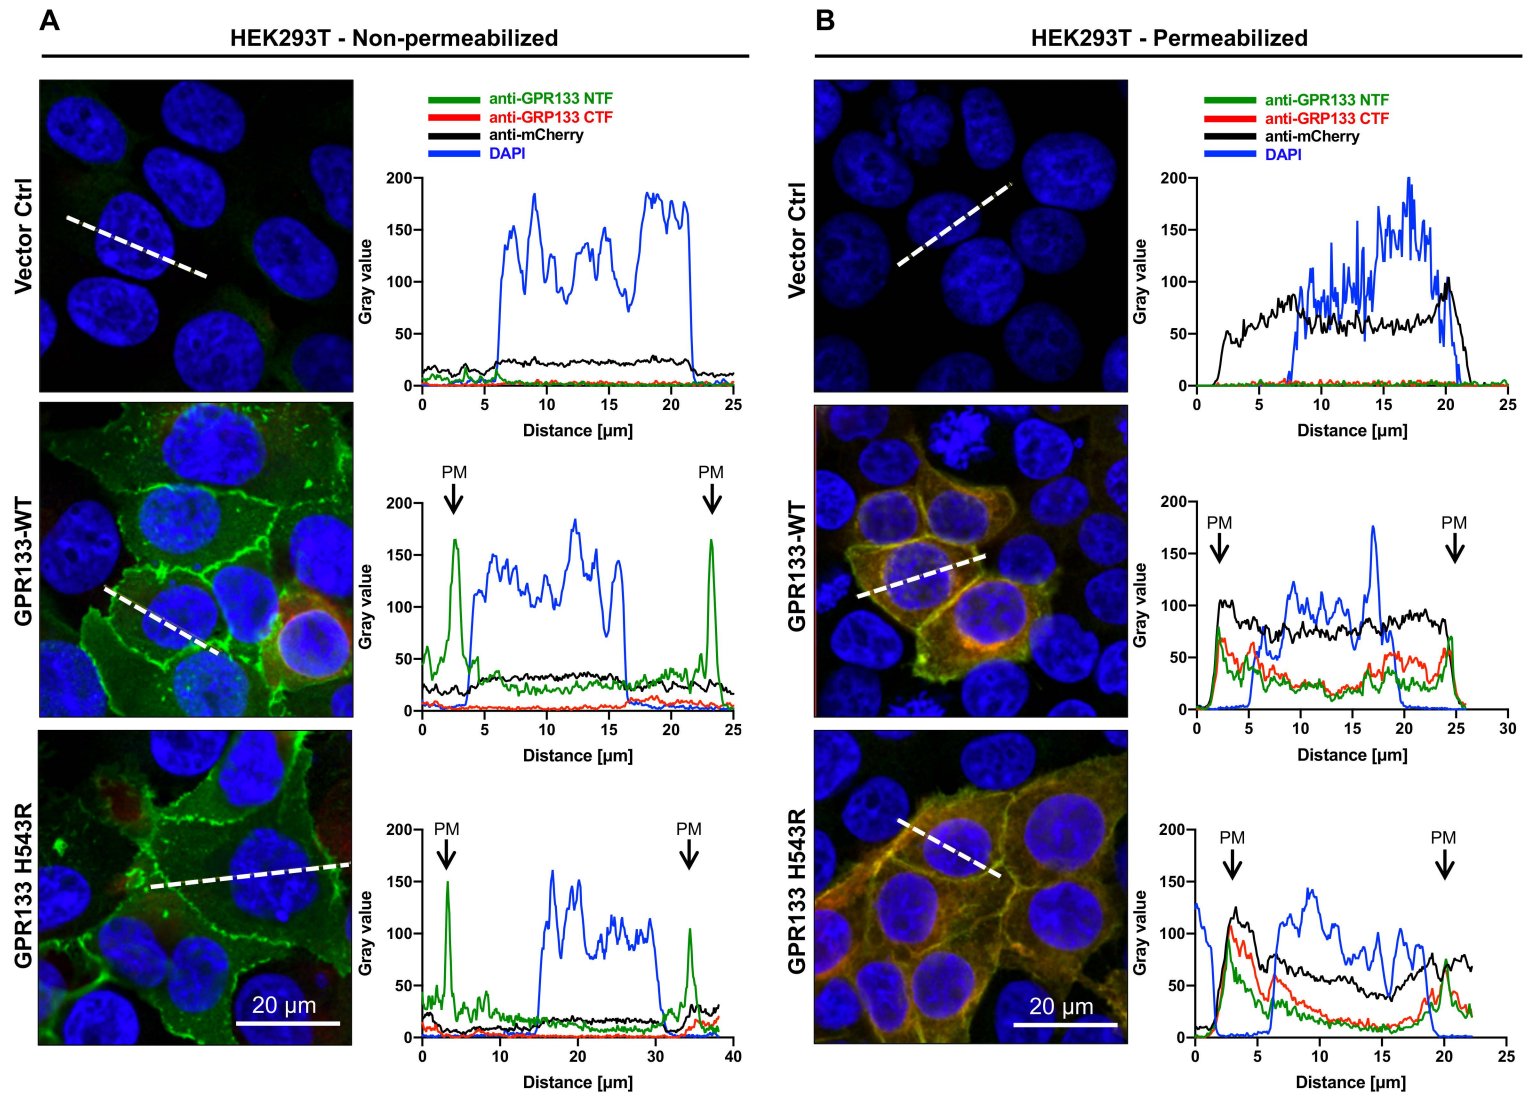 A
HEK293T - Non-permeabilized
B
HEK293T - Permeabilized
Vector Ctrl
anti-GPR133 NTF
anti-GRP133 CTF
anti-mCherry
DAPI
Gray value
200
150
100
50
0
0 5 10 15 20 25
Distance [µm]
Vector Ctrl
anti-GPR133 NTF
anti-GRP133 CTF
anti-mCherry
DAPI
Gray value
200
150
100
50
0
0 5 10 15 20 25
Distance [µm]
GPR133-WT
PM PM
Gray value
200
150
100
50
0
0 5 10 15 20 25
Distance [µm]
GPR133-WT
PM PM
Gray value
200
150
100
50
0
0 5 10 15 20 25 30
Distance [µm]
GPR133 H543R
20 µm
PM PM
Gray value
200
150
100
50
0
0 10 20 30 40
Distance [µm]
GPR133 H543R
20 µm
PM PM
Gray value
200
150
100
50
0
0 5 10 15 20 25
Distance [µm]